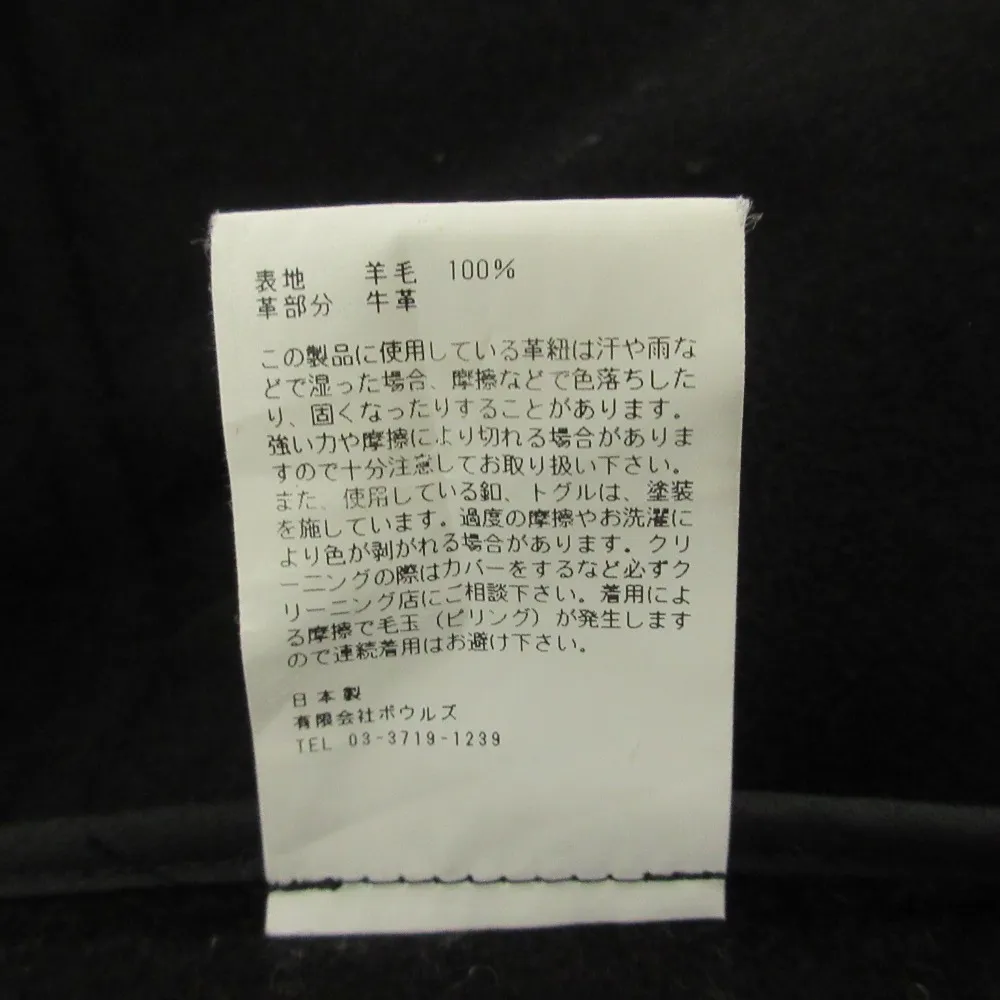 表地 羊毛 100%
革部分 牛革
この製品に使用している革紐は汗や雨な
どで湿った場合、摩擦などで色落ちした
り、固くなったりすることがあります。
強い力や摩擦により切れる場合がありま
すので十分注意してお取り扱い下さい。
また、使用している釦、トグルは、塗装
を施しています。過度の摩擦やお洗濯に
より色が剥がれる場合があります。クリ
ーニングの際はカバーをするなど必ずク
リーニング店にご相談下さい。着用によ
る摩擦で毛玉（ピリング）が発生します
ので連続着用はお避け下さい。
日本製
有限会社ボウルズ
TEL 03-3719-1239